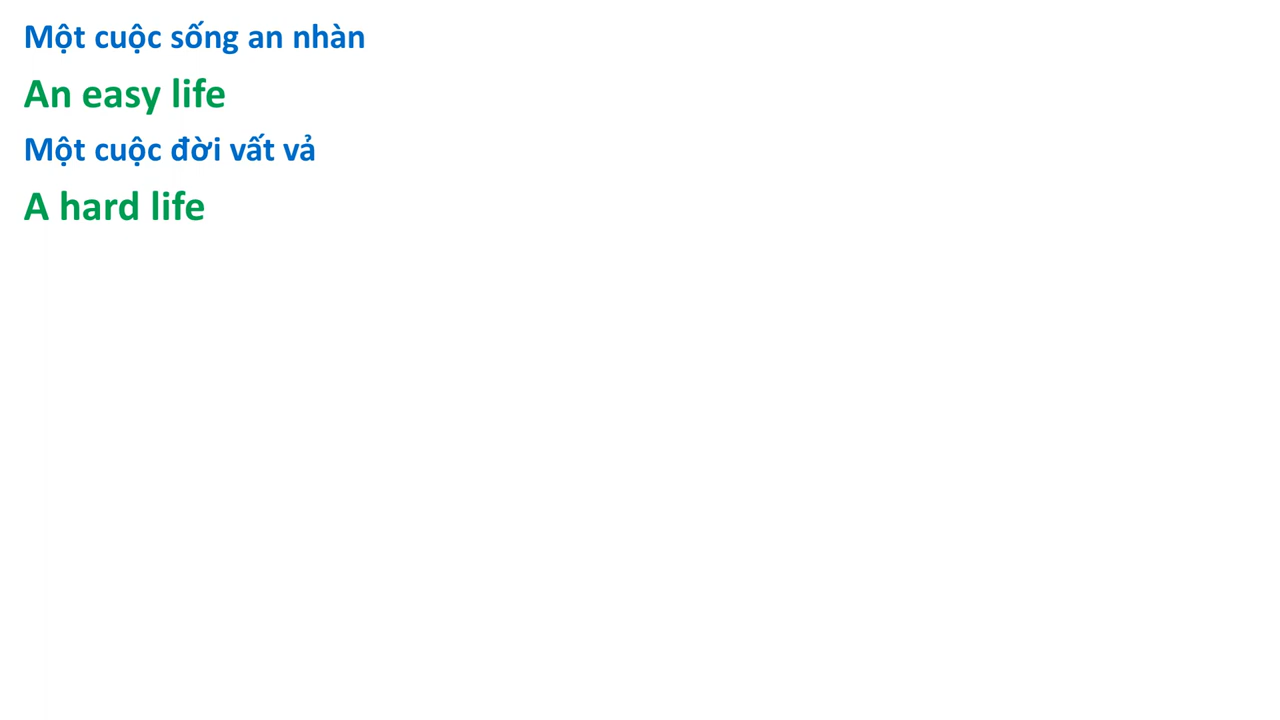 Một cuộc sống an nhàn
An easy life
Một cuộc đời vất vả
A hard life